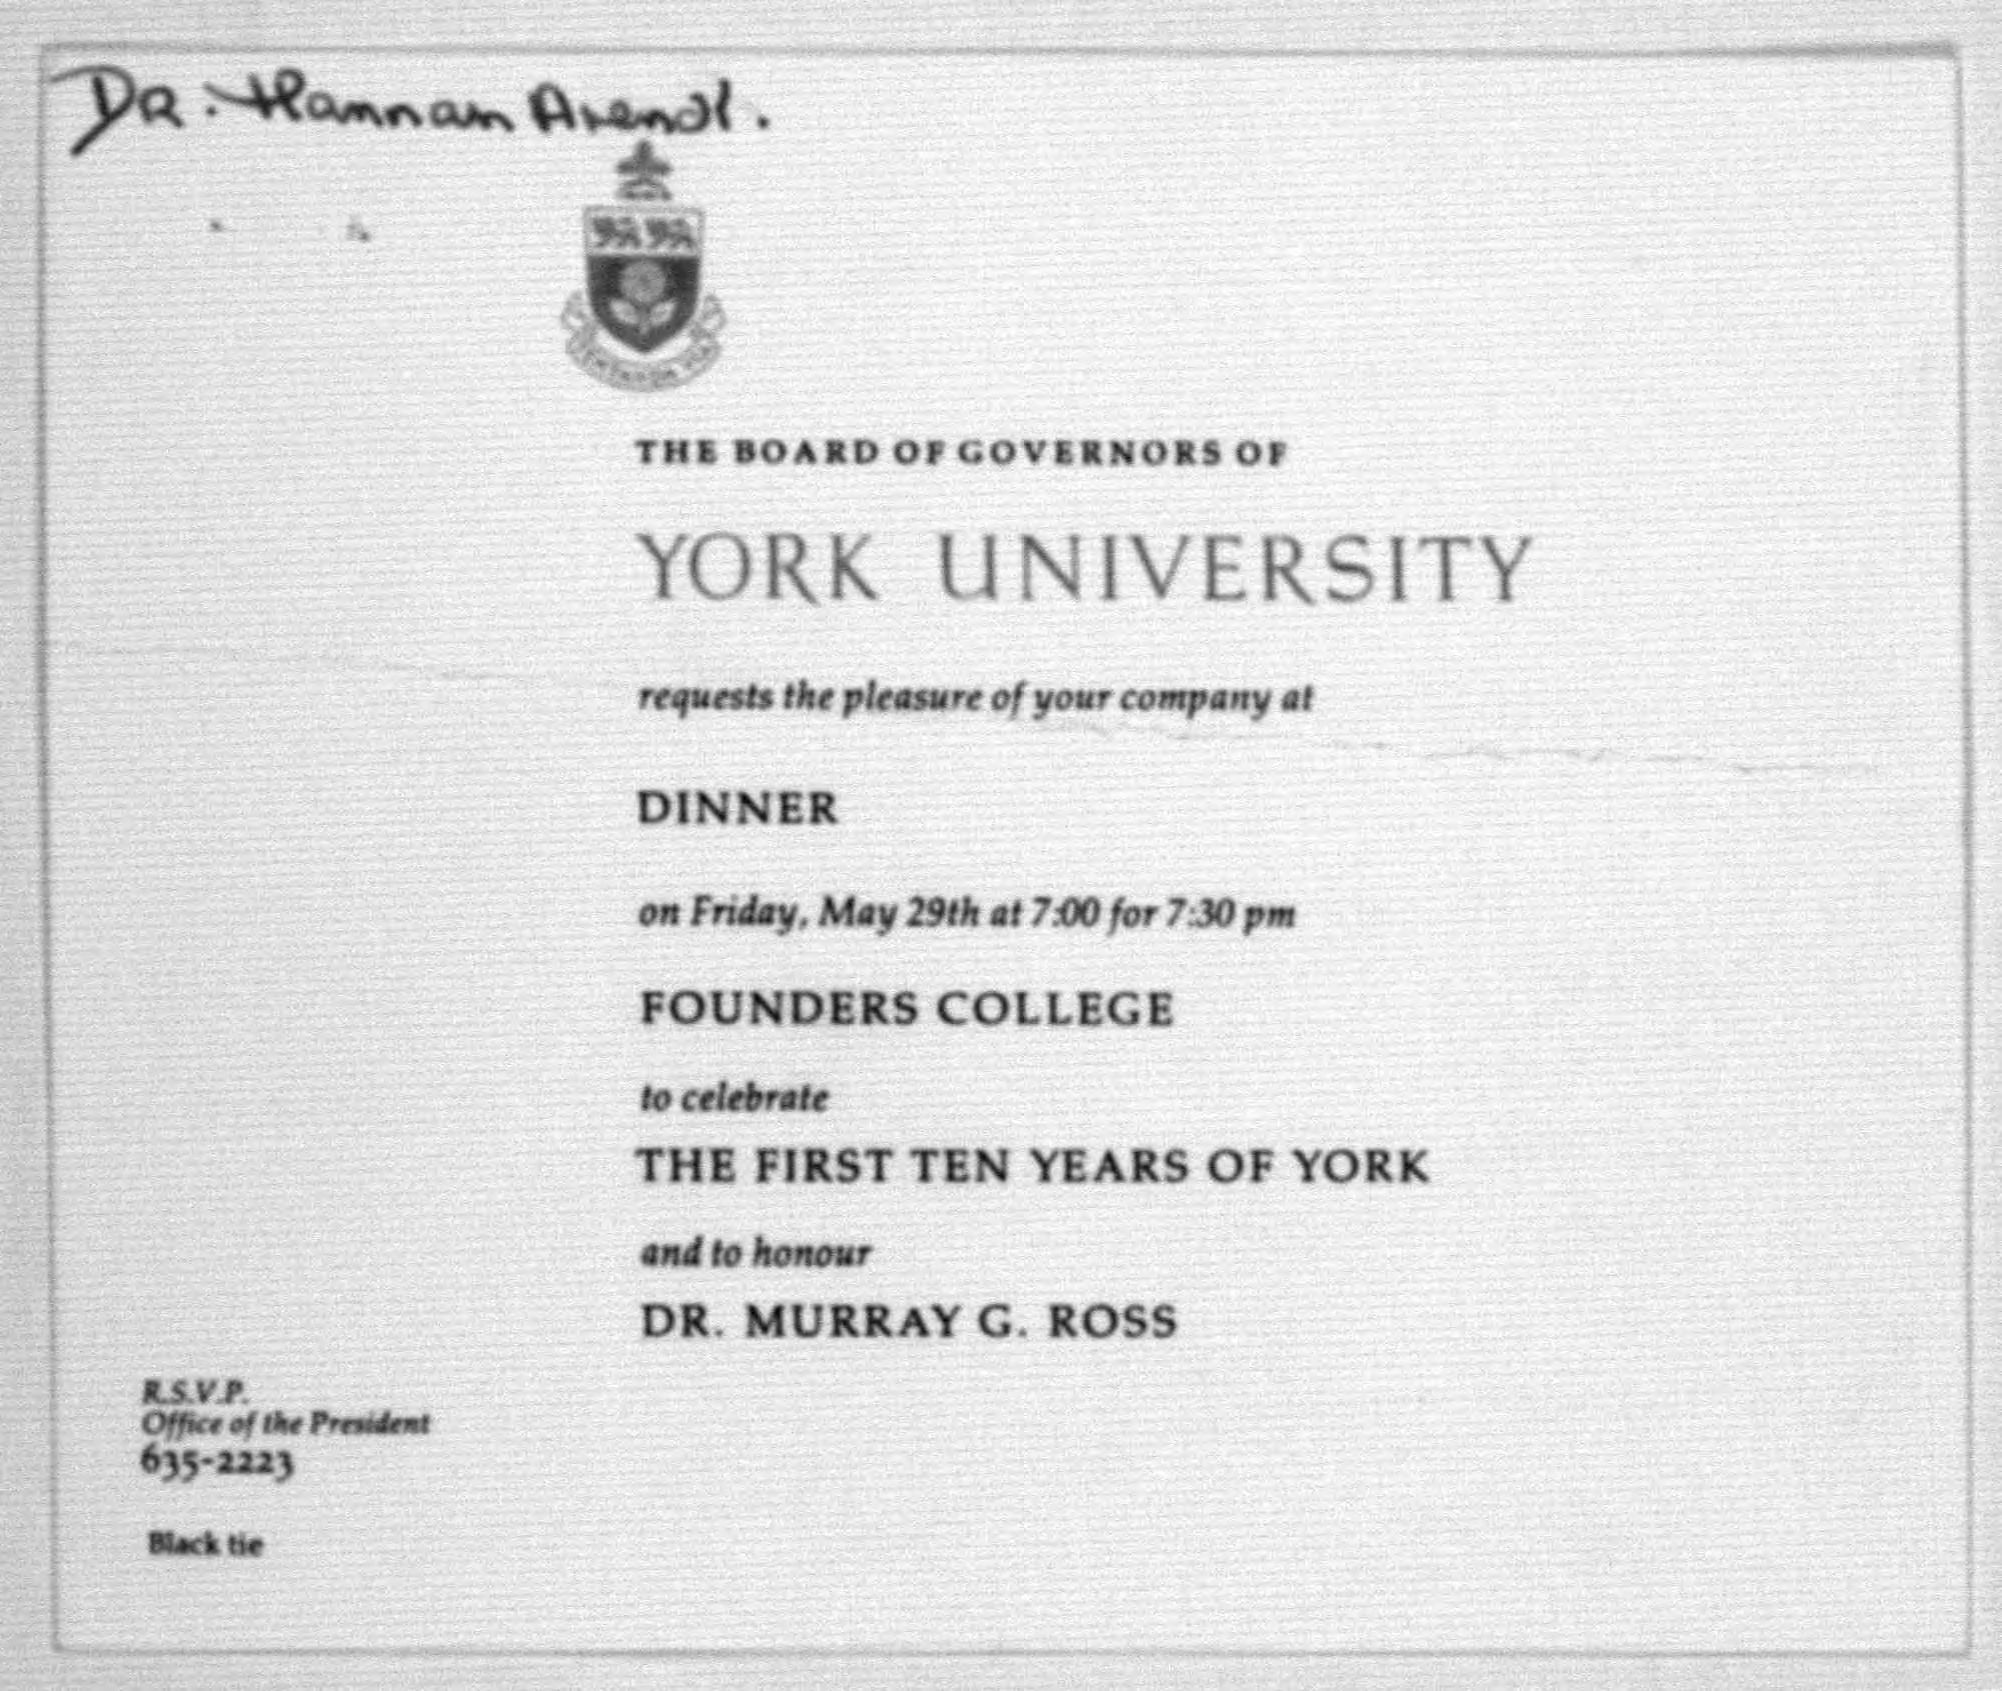 DR. Hannah Arendt.
THE BOARD OF GOVERNORS OF
YORK UNIVERSITY
requests the pleasure of your company at
DINNER
on Friday, May 29th at 7:00 for 7:30 pm
FOUNDERS COLLEGE
to celebrate
THE FIRST TEN YEARS OF YORK
and to honour
DR. MURRAY G. ROSS
R.S.V.P.
Office of the President
635-2223
Black tie